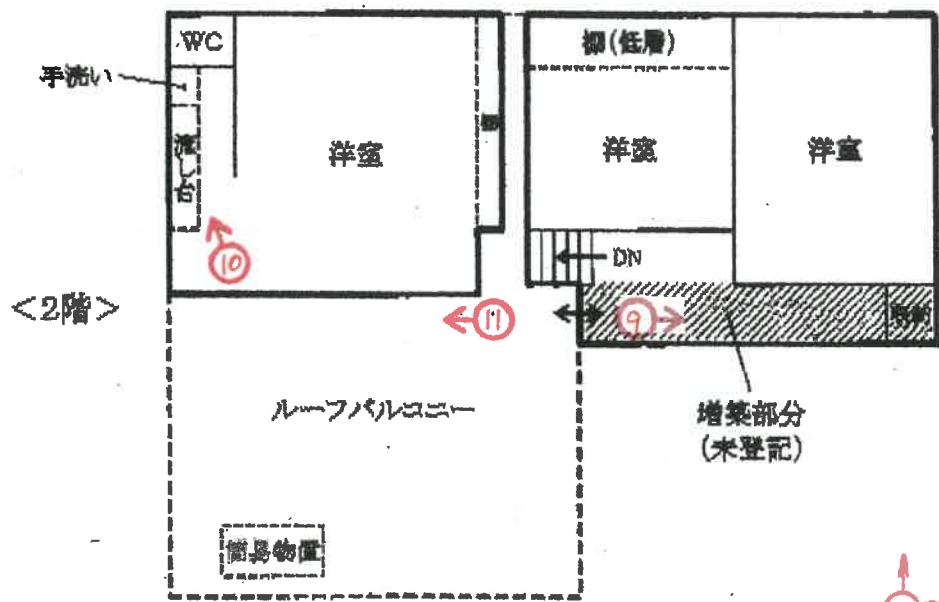 WC
手洗い
流し台
洋室
棚(低層)
洋室
洋室
DN
⑩
<2階>
⑪
⑨
ルーフバルコニー
増築部分
(未登記)
簡易物置